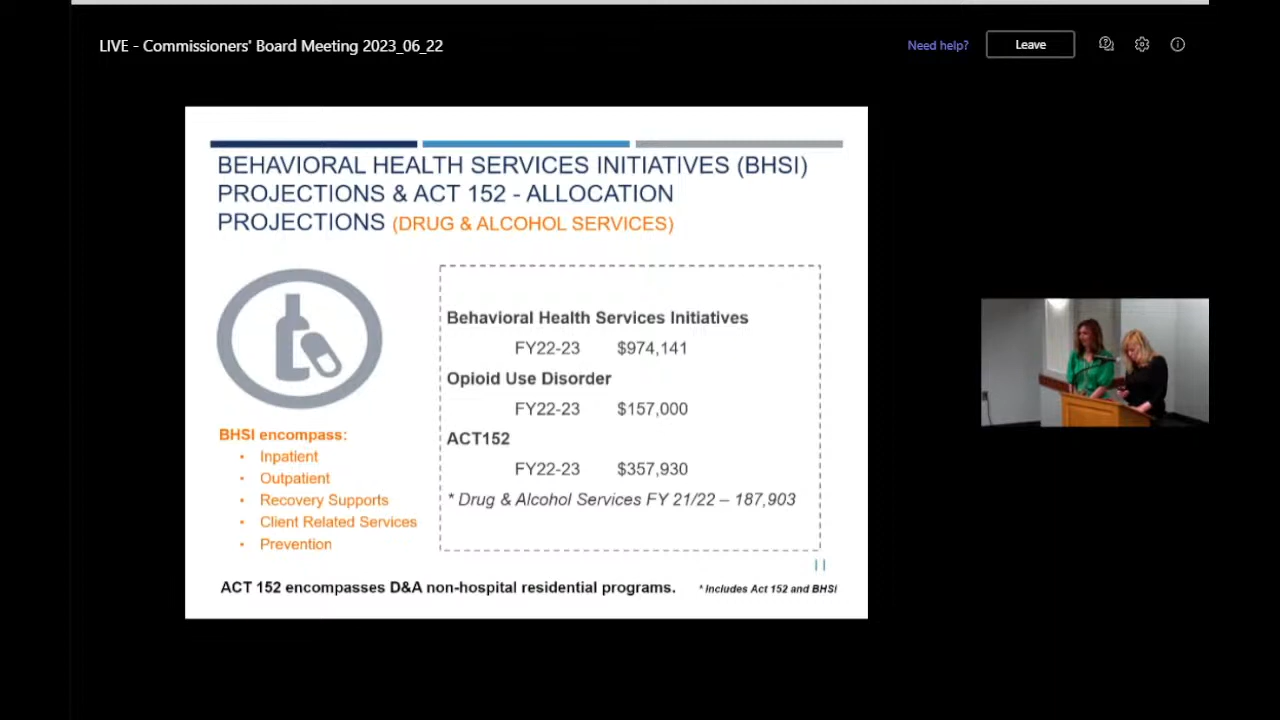 LIVE - Commissioners' Board Meeting 2023_06_22
Need help?
Leave
BEHAVIORAL HEALTH SERVICES INITIATIVES (BHSI)
PROJECTIONS & ACT 152 - ALLOCATION
PROJECTIONS (DRUG & ALCOHOL SERVICES)
Behavioral Health Services Initiatives
FY22-23 $974,141
Opioid Use Disorder
FY22-23 $157,000
ACT152
FY22-23 $357,930
* Drug & Alcohol Services FY 21/22 – 187,903
BHSI encompass:
• Inpatient
• Outpatient
• Recovery Supports
• Client Related Services
• Prevention
11
ACT 152 encompasses D&A non-hospital residential programs.
* Includes Act 152 and BHSI